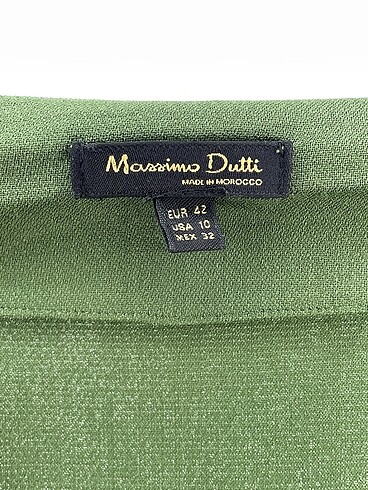 Massimo Dutti
MADE IN MOROCCO
EUR 42
USA 10
MEX 32